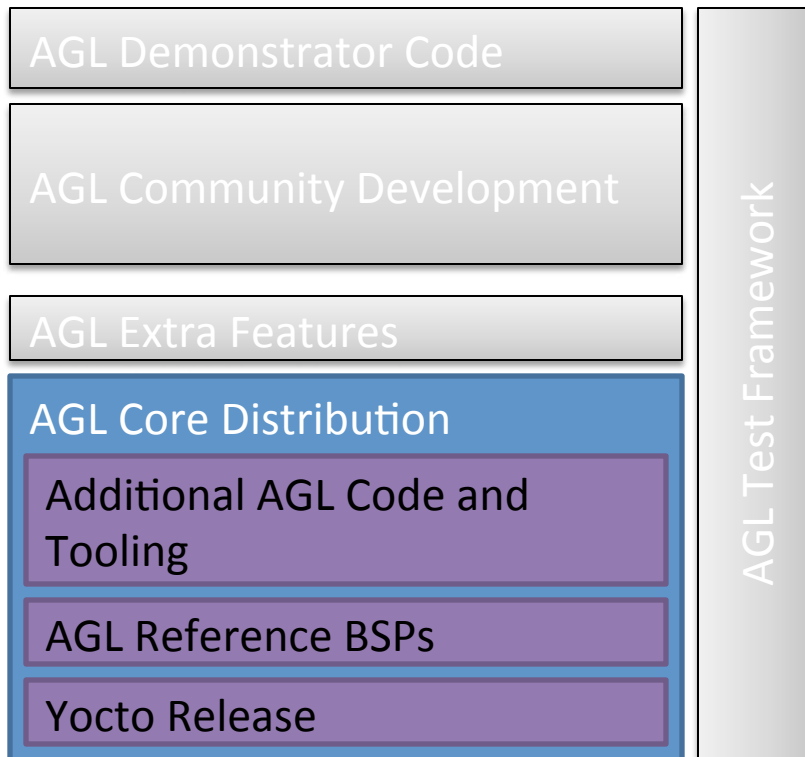 AGL Demonstrator Code
AGL Community Development
AGL Extra Features
AGL Core Distribution
Additional AGL Code and
Tooling
AGL Reference BSPs
Yocto Release
AGL Test Framework